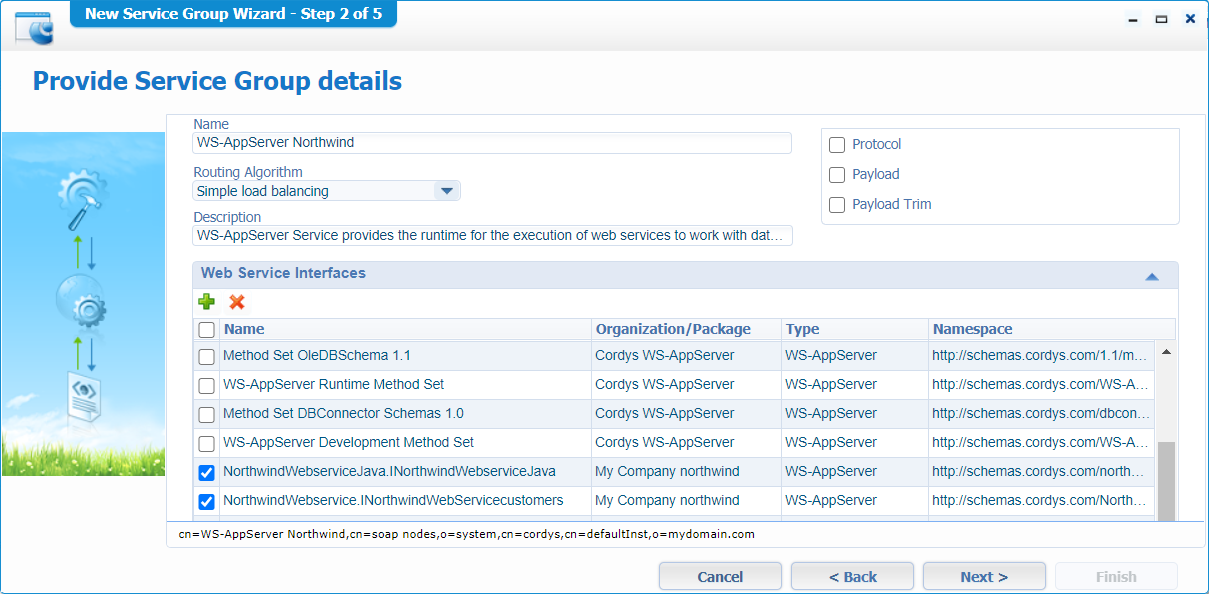 New Service Group Wizard - Step 2 of 5
Provide Service Group details
Name
WS-AppServer Northwind
Routing Algorithm
Simple load balancing
Description
WS-AppServer Service provides the runtime for the execution of web services to work with dat...
Protocol
Payload
Payload Trim
Web Service Interfaces
Name Organization/Package Type Namespace
Method Set OleDBSchema 1.1 Cordys WS-AppServer WS-AppServer http://schemas.cordys.com/1.1/m...
WS-AppServer Runtime Method Set Cordys WS-AppServer WS-AppServer http://schemas.cordys.com/WS-A...
Method Set DBConnector Schemas 1.0 Cordys WS-AppServer WS-AppServer http://schemas.cordys.com/dbcon...
WS-AppServer Development Method Set Cordys WS-AppServer WS-AppServer http://schemas.cordys.com/WS-A...
NorthwindWebserviceJava.INorthwindWebserviceJava My Company northwind WS-AppServer http://schemas.cordys.com/north...
NorthwindWebservice.INorthwindWebServicecustomers My Company northwind WS-AppServer http://schemas.cordys.com/North...
cn=WS-AppServer Northwind,cn=soap nodes,o=system,cn=cordys,cn=defaultInst,o=mydomain.com
Cancel < Back Next > Finish